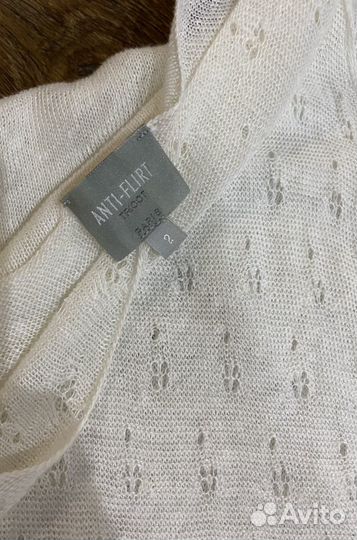 ANTI-FLIRT
TRICOT
PARIS
2
Avito